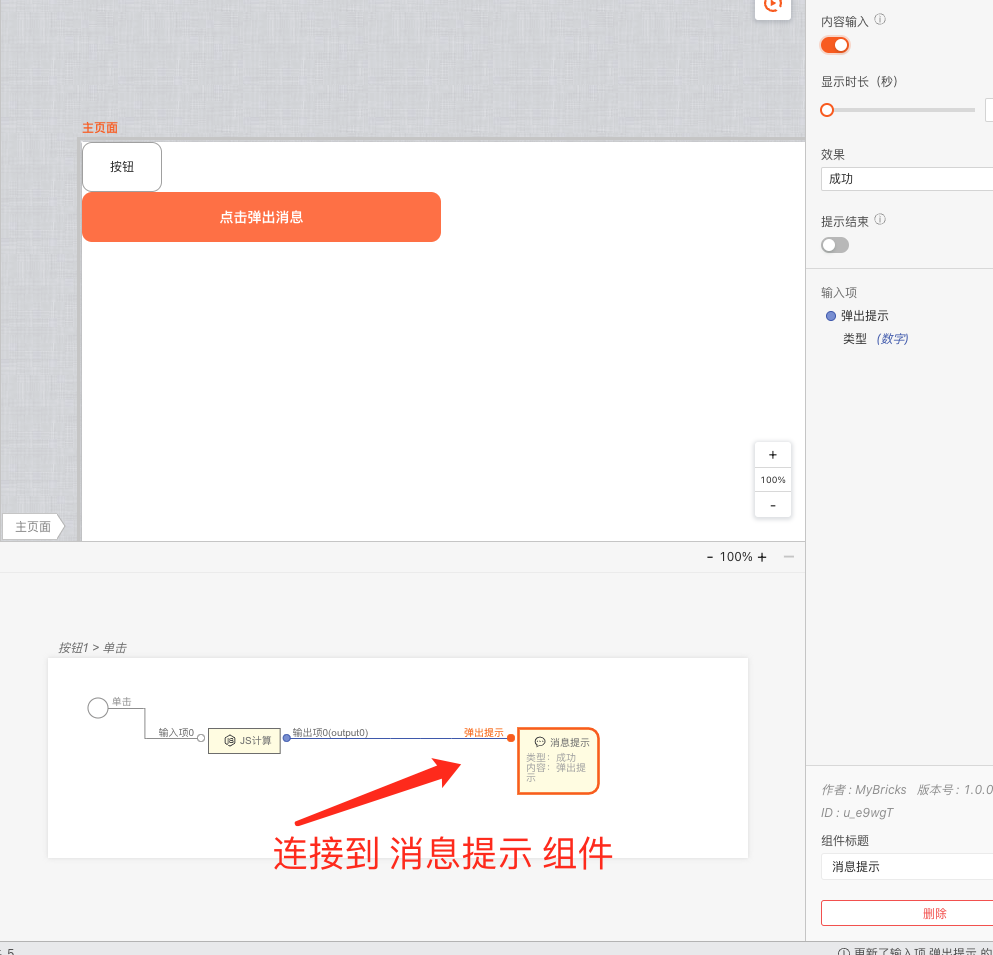 主页面
按钮
点击弹出消息
+
100%
-
主页面
- 100% +
按钮1 > 单击
单击
输入项0
JS计算
输出项0(output0)
弹出提示
消息提示
类型：成功
内容：弹出提
示
连接到 消息提示 组件
内容输入
显示时长（秒）
效果
成功
提示结束
输入项
弹出提示
类型 (数字)
作者 : MyBricks 版本号 : 1.0.0
ID : u_e9wgT
组件标题
消息提示
删除
: 5
更新了输入项 弹出提示 的